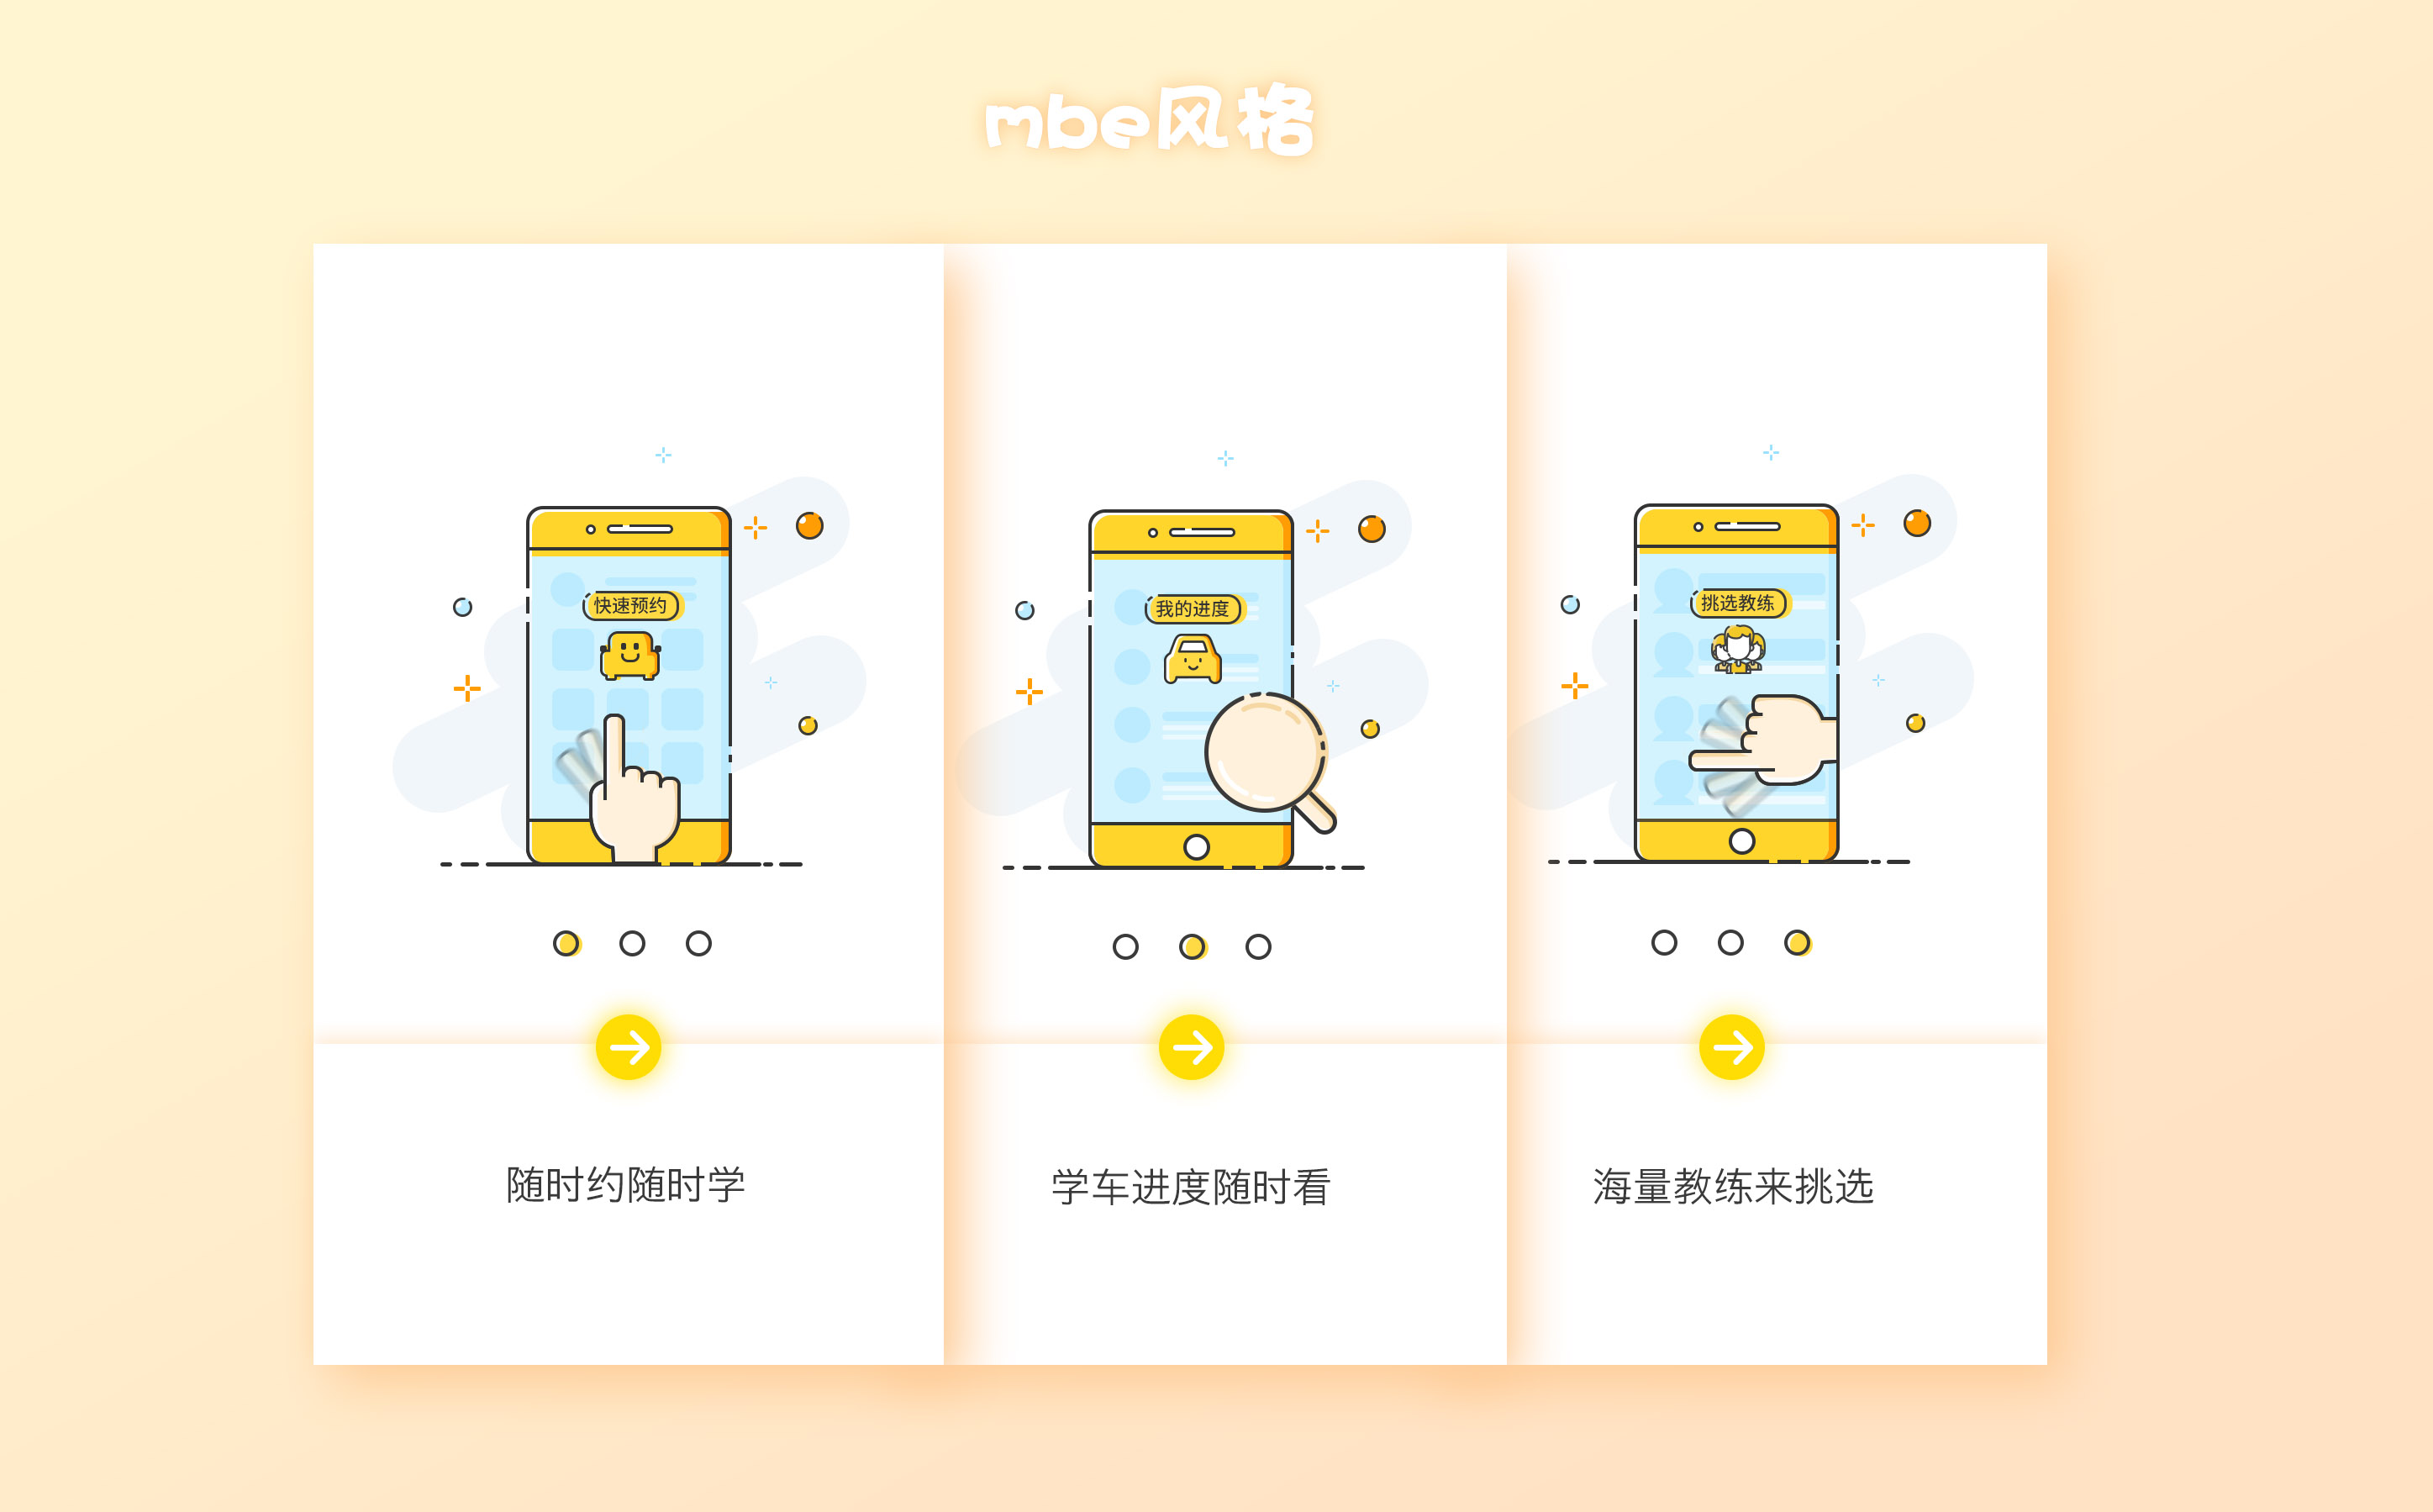 mbe风格
快速预约
我的进度
挑选教练
随时约随时学
学车进度随时看
海量教练来挑选